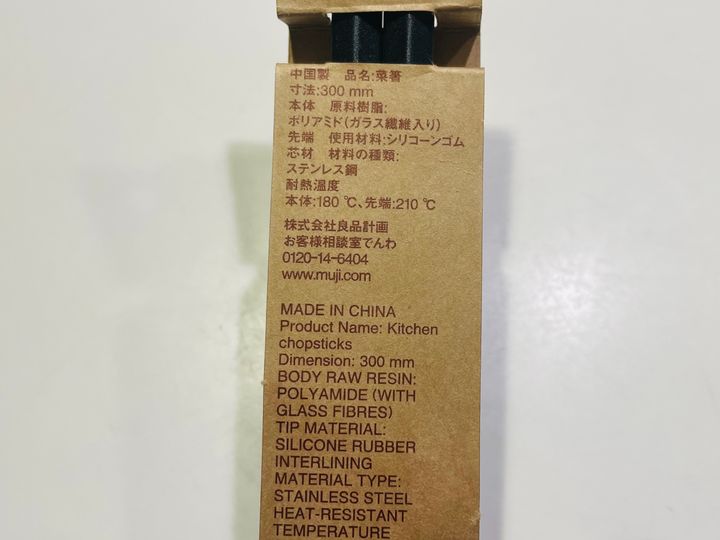 中国製　品名:菜箸
寸法:300 mm
本体　原料樹脂:
ポリアミド(ガラス繊維入り)
先端　使用材料:シリコーンゴム
芯材　材料の種類:
ステンレス鋼
耐熱温度
本体:180 ℃、先端:210 ℃
株式会社良品計画
お客様相談室でんわ
0120-14-6404
www.muji.com
MADE IN CHINA
Product Name: Kitchen
chopsticks
Dimension: 300 mm
BODY RAW RESIN:
POLYAMIDE (WITH
GLASS FIBRES)
TIP MATERIAL:
SILICONE RUBBER
INTERLINING
MATERIAL TYPE:
STAINLESS STEEL
HEAT-RESISTANT
TEMPERATURE